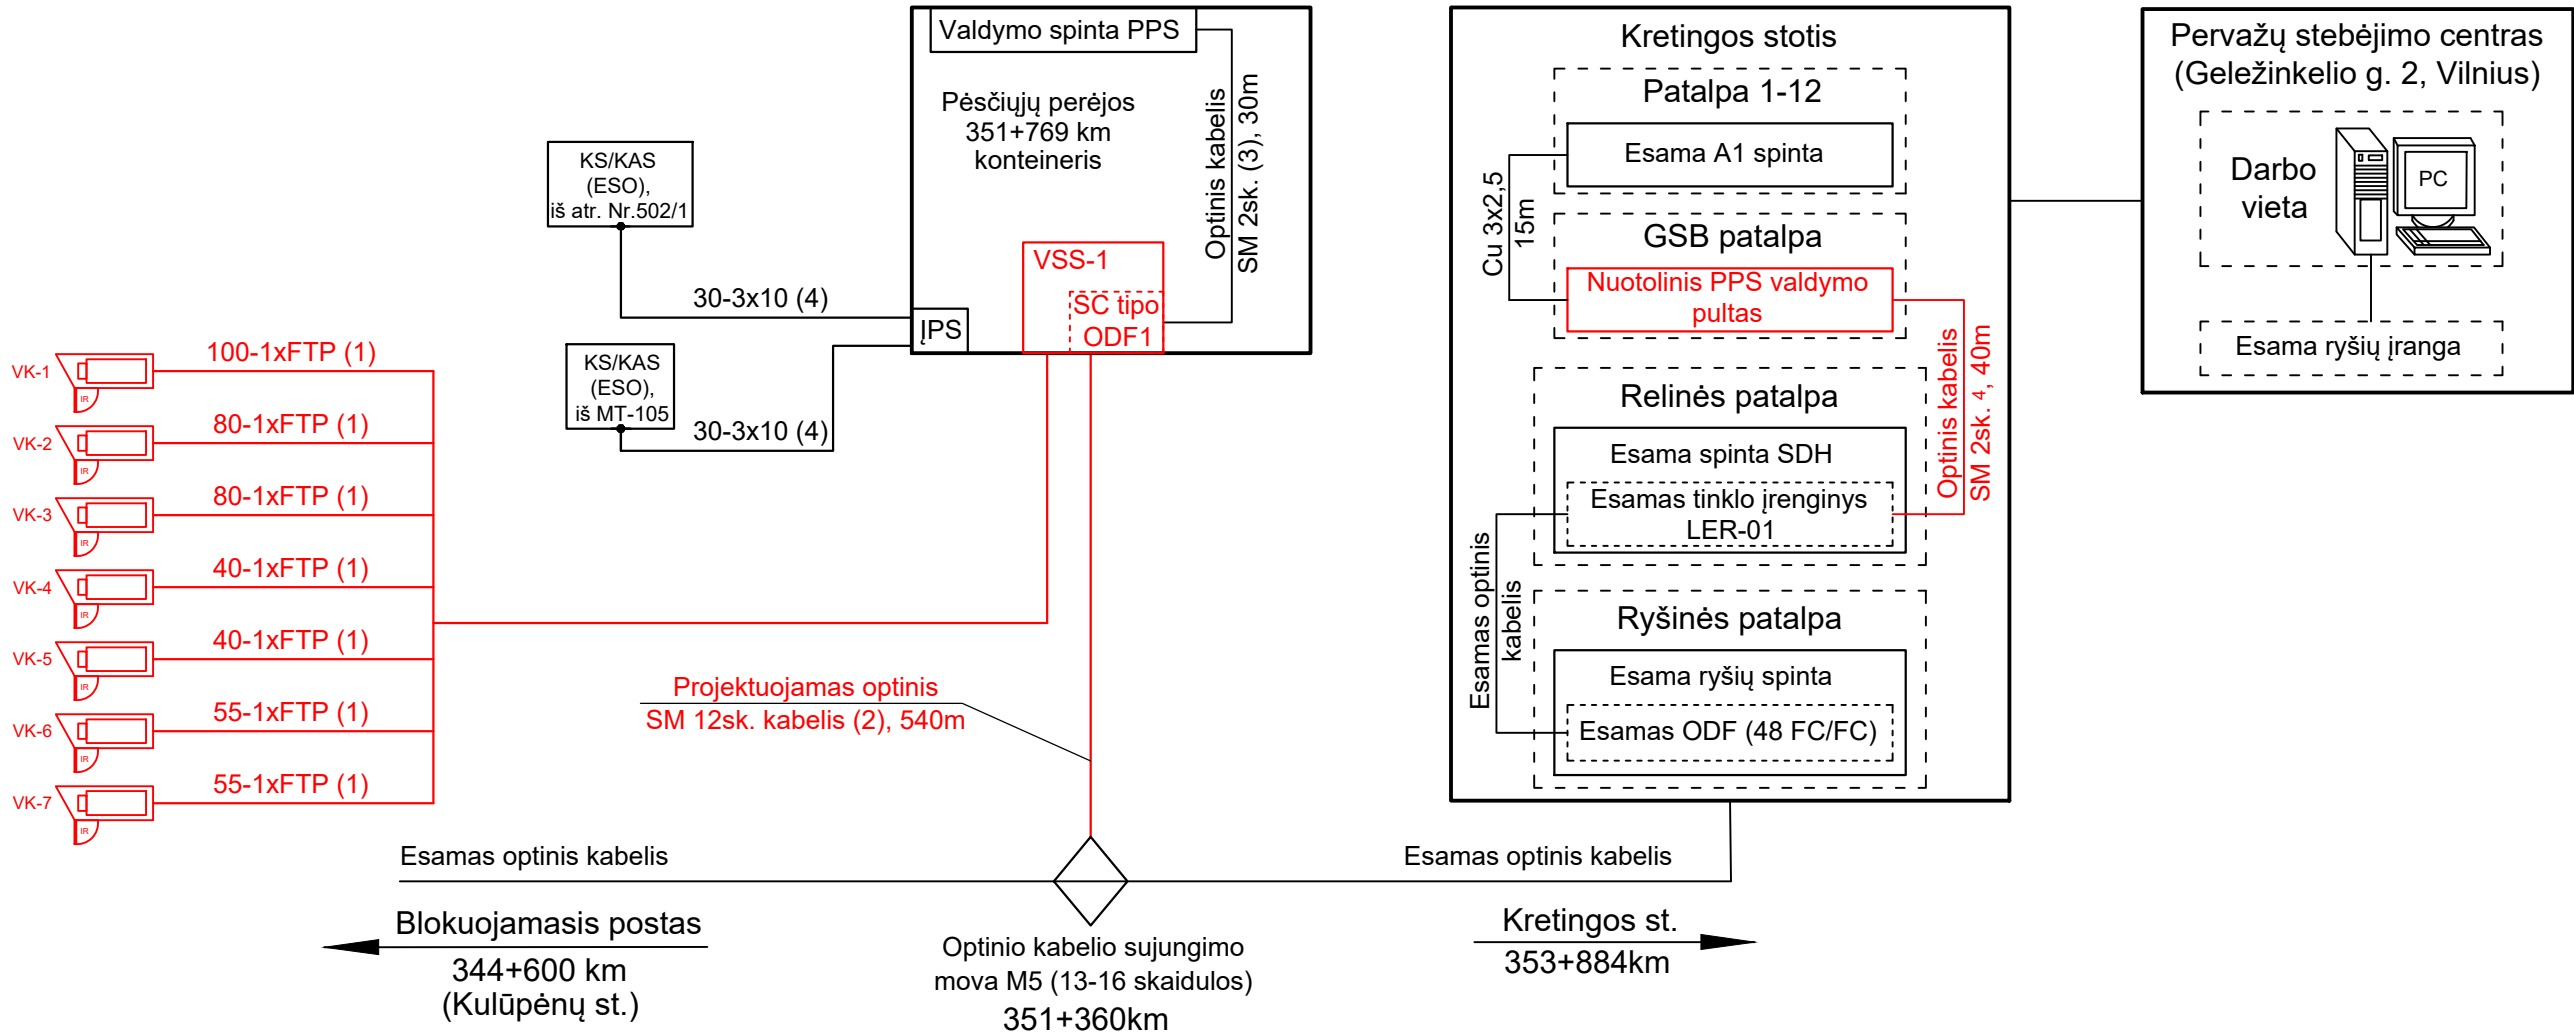 Valdymo spinta PPS
Pėsčiųjų perėjos
351+769 km
konteineris
Optinis kabelis
SM 2sk. (3), 30m
VSS-1
SC tipo
ODF1
ĮPS
KS/KAS
(ESO),
iš atr. Nr.502/1
30-3x10 (4)
KS/KAS
(ESO),
iš MT-105
30-3x10 (4)
VK-1
IR
100-1xFTP (1)
VK-2
IR
80-1xFTP (1)
VK-3
IR
80-1xFTP (1)
VK-4
IR
40-1xFTP (1)
VK-5
IR
40-1xFTP (1)
VK-6
IR
55-1xFTP (1)
VK-7
IR
55-1xFTP (1)
Projektuojamas optinis
SM 12sk. kabelis (2), 540m
Esamas optinis kabelis
Esamas optinis kabelis
Blokuojamasis postas
344+600 km
(Kulūpėnų st.)
Optinio kabelio sujungimo
mova M5 (13-16 skaidulos)
351+360km
Kretingos st.
353+884km
Kretingos stotis
Patalpa 1-12
Esama A1 spinta
Cu 3x2,5
15m
GSB patalpa
Nuotolinis PPS valdymo
pultas
Optinis kabelis
SM 2sk. 4, 40m
Relinės patalpa
Esama spinta SDH
Esamas tinklo įrenginys
LER-01
Esamas optinis
kabelis
Ryšinės patalpa
Esama ryšių spinta
Esamas ODF (48 FC/FC)
Pervažų stebėjimo centras
(Geležinkelio g. 2, Vilnius)
Darbo
vieta
PC
Esama ryšių įranga